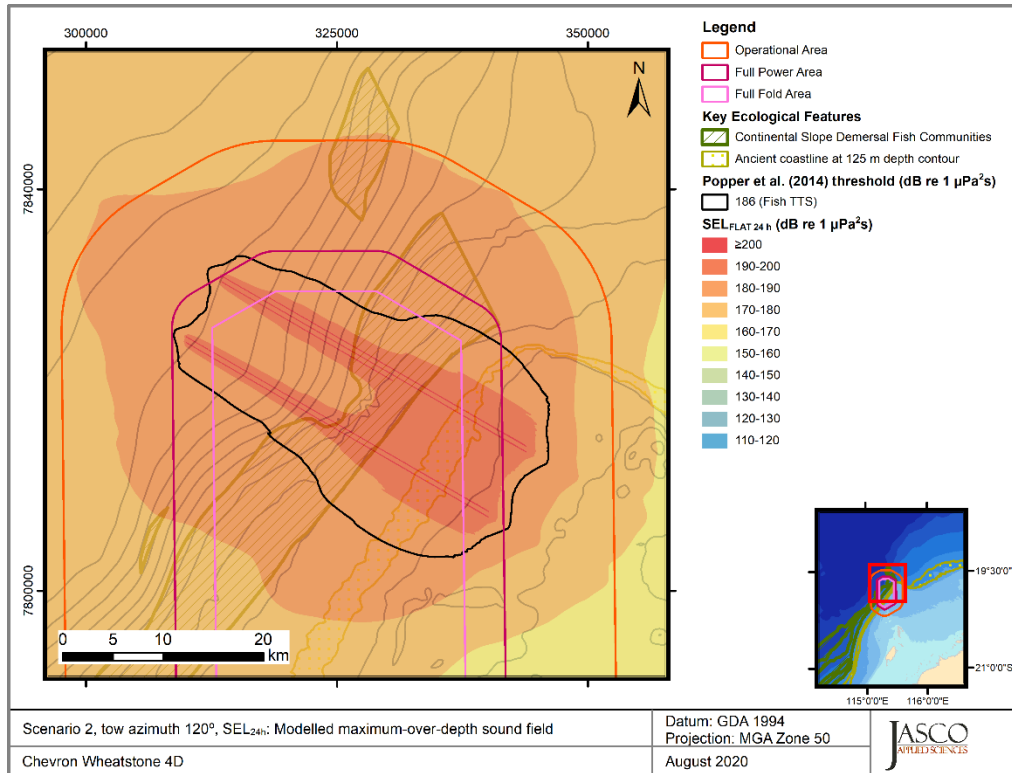 300000 325000 350000
7840000
7800000
N
0 5 10 20
km
Legend
Operational Area
Full Power Area
Full Fold Area
Key Ecological Features
Continental Slope Demersal Fish Communities
Ancient coastline at 125 m depth contour
Popper et al. (2014) threshold (dB re 1 µPa²s)
186 (Fish TTS)
SEL_FLAT 24 h (dB re 1 µPa²s)
≥200
190-200
180-190
170-180
160-170
150-160
140-150
130-140
120-130
110-120
19°30'0"S
21°0'0"S
115°0'0"E 116°0'0"E
Scenario 2, tow azimuth 120º, SEL24h: Modelled maximum-over-depth sound field
Chevron Wheatstone 4D
Datum: GDA 1994
Projection: MGA Zone 50
August 2020
JASCO
APPLIED SCIENCES